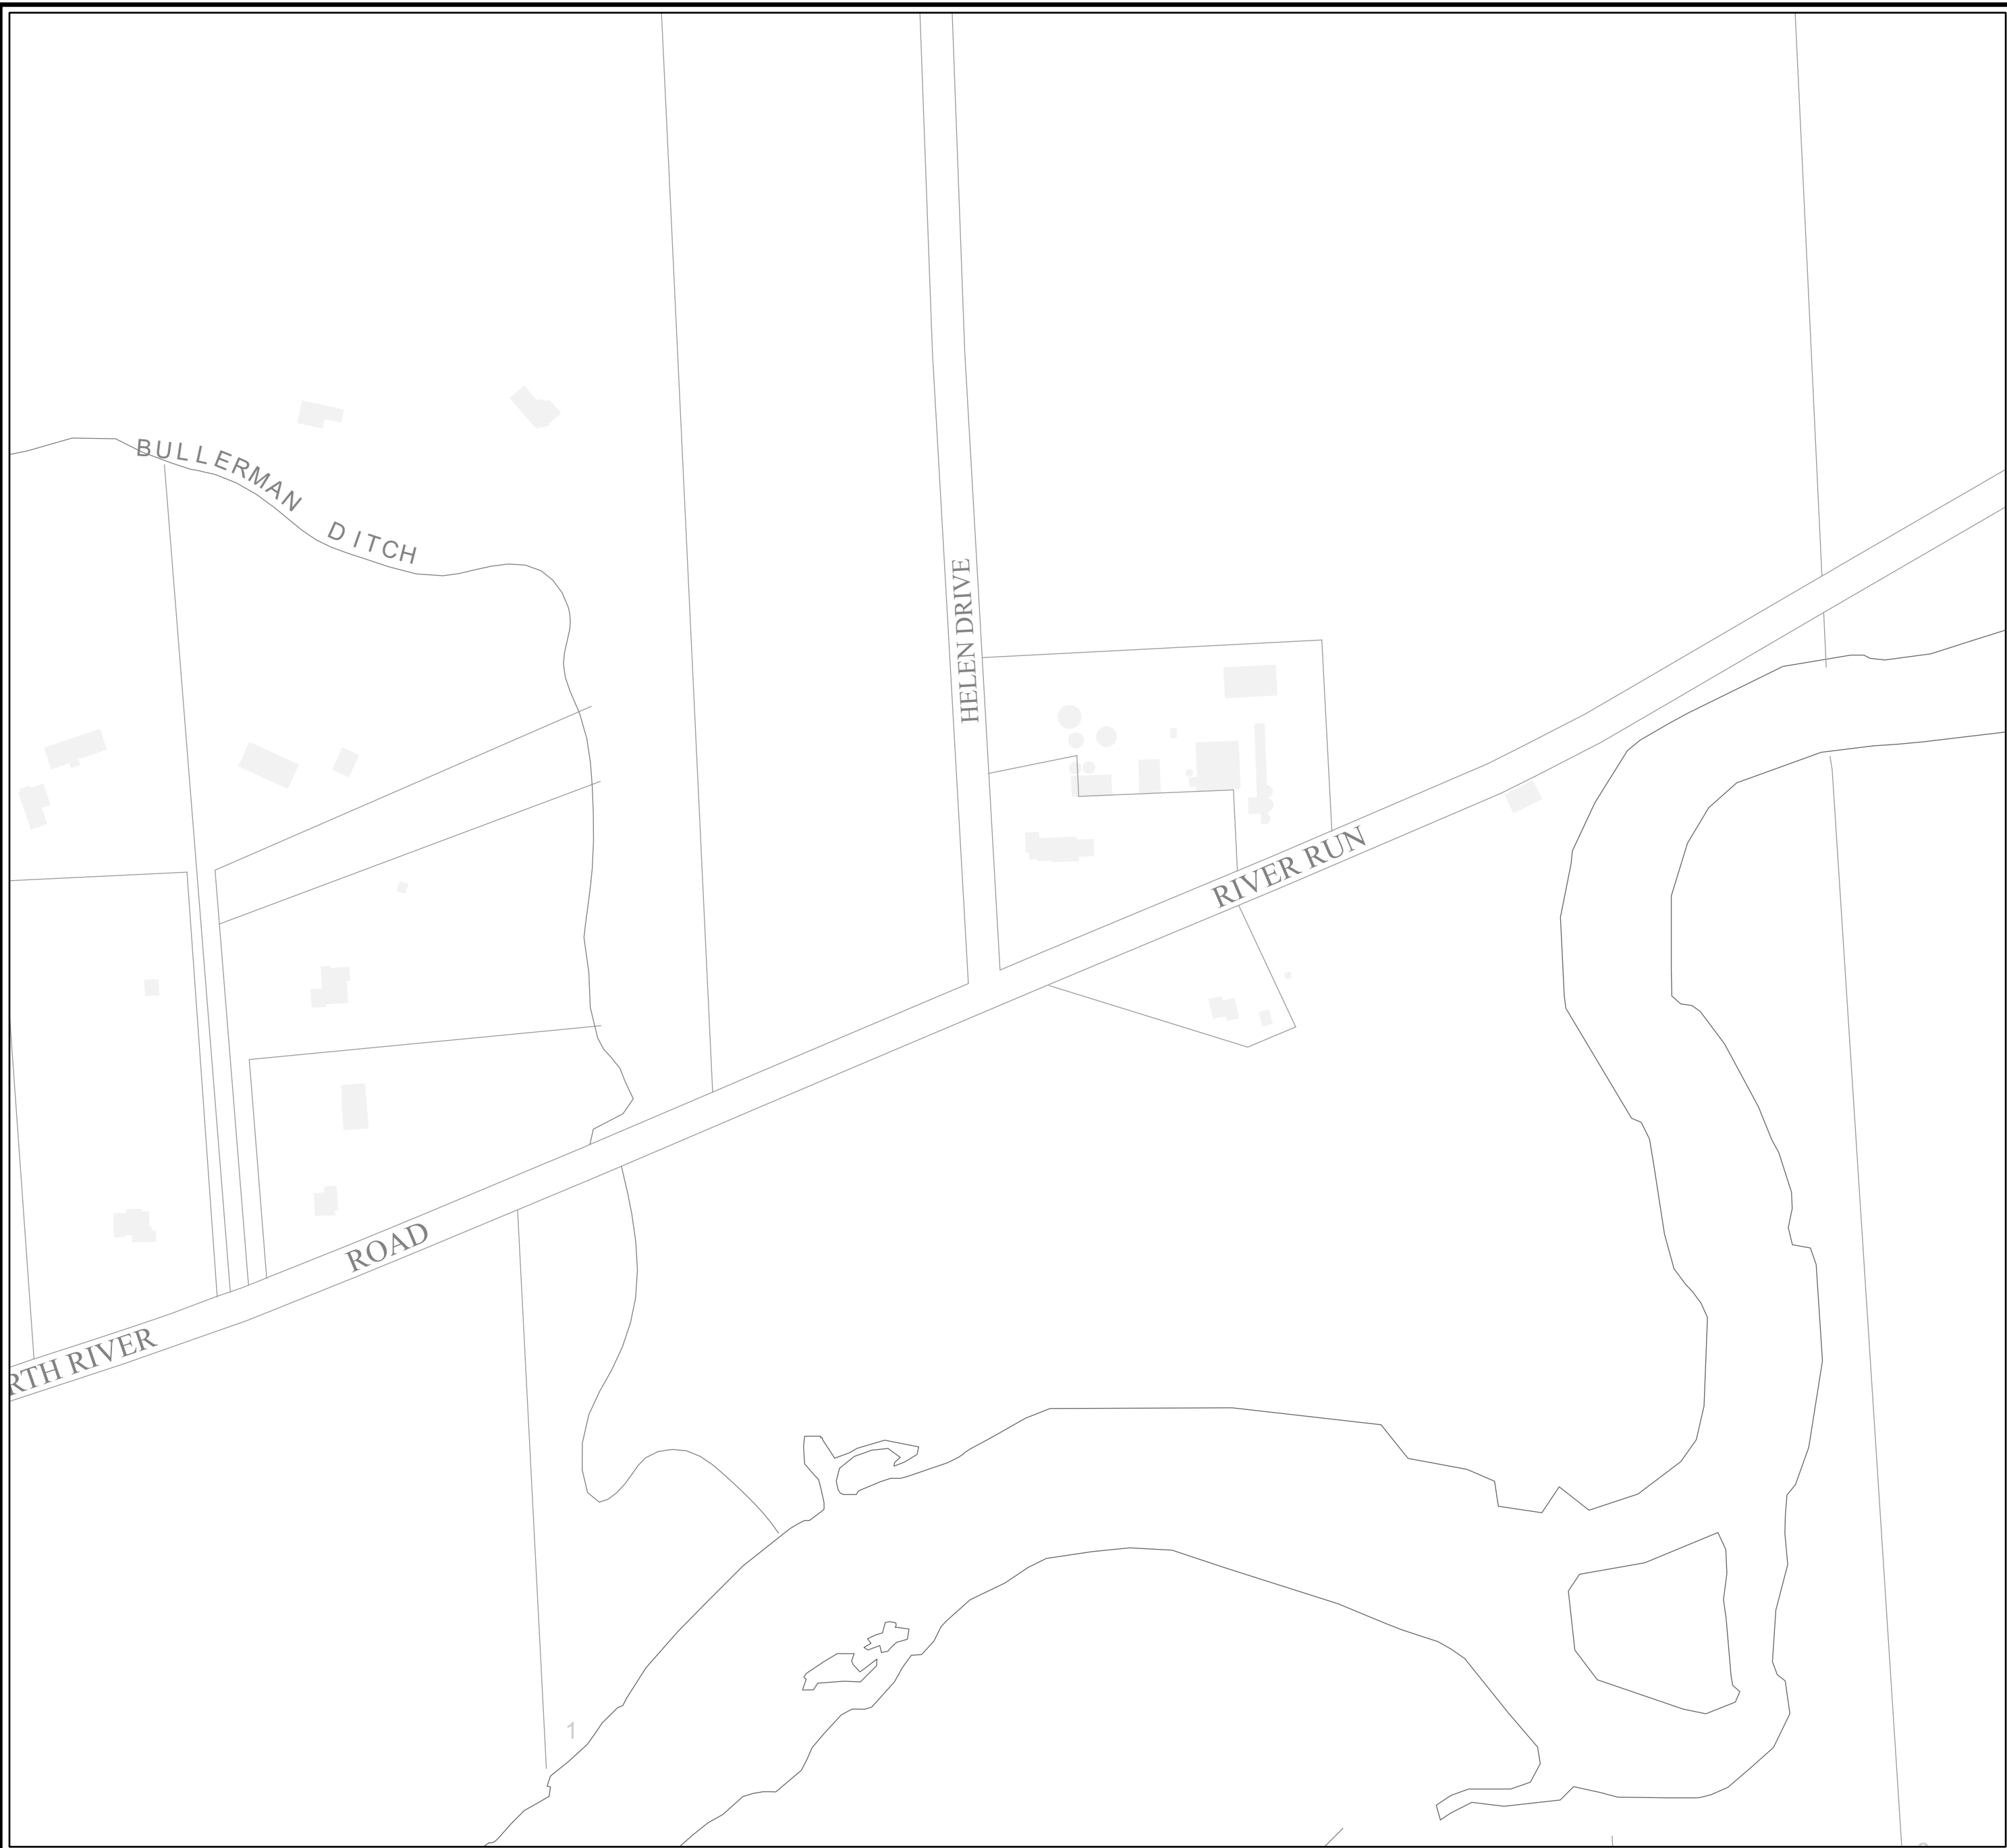 BULLERMAN DITCH
HELEN DRIVE
RIVER RUN
ROAD
RTH RIVER
1